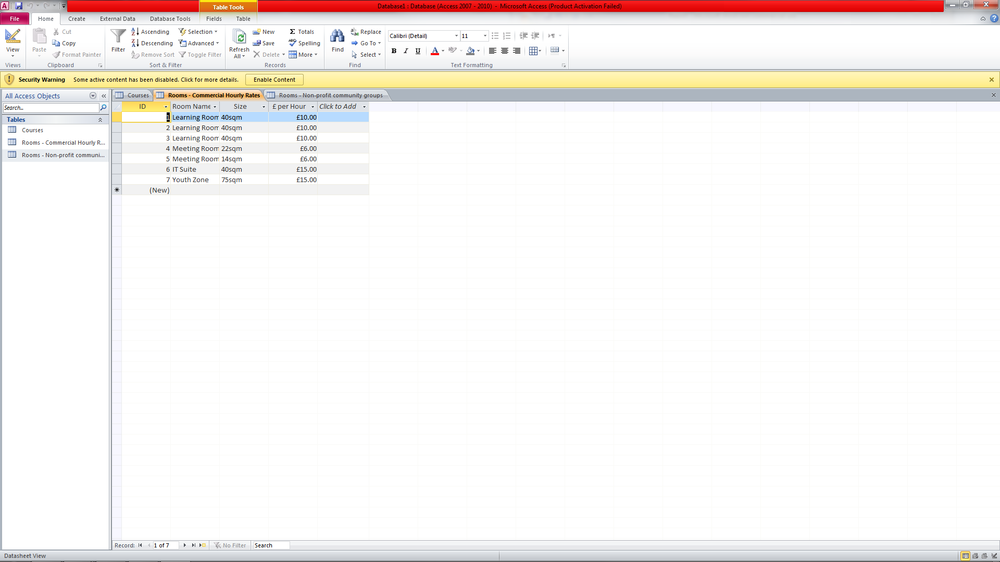 Table Tools
Database1 : Database (Access 2007 - 2010) - Microsoft Access (Product Activation Failed)
File Home Create External Data Database Tools Fields Table
View
Views
Paste
Cut
Copy
Format Painter
Clipboard
Filter
Ascending
Descending
Remove Sort
Selection
Advanced
Toggle Filter
Sort & Filter
Refresh
All
New
Save
Delete
Totals
Spelling
More
Records
Find
Replace
Go To
Select
Find
Calibri (Detail) 11
B I U A
Text Formatting
Security Warning Some active content has been disabled. Click for more details. Enable Content
All Access Objects
Search...
Tables
Courses
Rooms - Commercial Hourly R...
Rooms - Non-profit communi...
Courses Rooms - Commercial Hourly Rates Rooms - Non-profit community groups
ID Room Name Size £ per Hour Click to Add
1 Learning Room 40sqm £10.00
2 Learning Room 40sqm £10.00
3 Learning Room 40sqm £10.00
4 Meeting Room 22sqm £6.00
5 Meeting Room 14sqm £6.00
6 IT Suite 40sqm £15.00
7 Youth Zone 75sqm £15.00
(New)
Record: 1 of 7 No Filter Search
Datasheet View